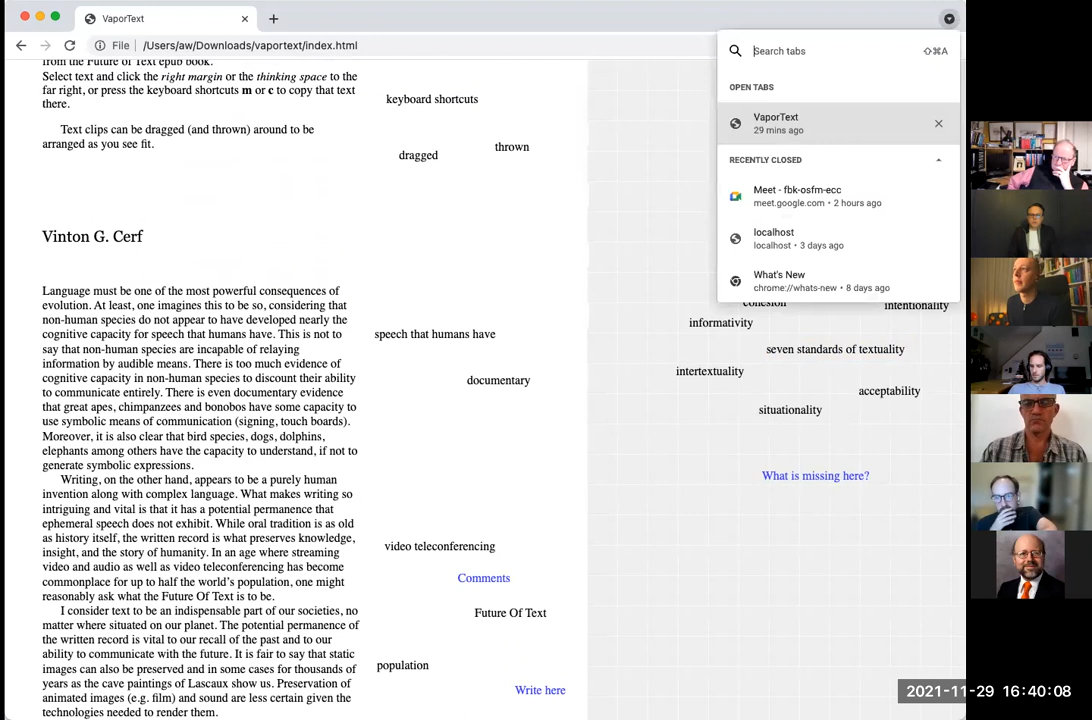 VaporText
File | /Users/aw/Downloads/vaportext/index.html
Search tabs
⇧⌘A
OPEN TABS
VaporText
29 mins ago
RECENTLY CLOSED
Meet - fbk-osfm-ecc
meet.google.com • 2 hours ago
localhost
localhost • 3 days ago
What's New
chrome://whats-new • 8 days ago
from the Future of Text epub book.
Select text and click the right margin or the thinking space to the
far right, or press the keyboard shortcuts m or c to copy that text
there.
Text clips can be dragged (and thrown) around to be
arranged as you see fit.
Vinton G. Cerf
Language must be one of the most powerful consequences of
evolution. At least, one imagines this to be so, considering that
non-human species do not appear to have developed nearly the
cognitive capacity for speech that humans have. This is not to
say that non-human species are incapable of relaying
information by audible means. There is too much evidence of
cognitive capacity in non-human species to discount their ability
to communicate entirely. There is even documentary evidence
that great apes, chimpanzees and bonobos have some capacity to
use symbolic means of communication (signing, touch boards).
Moreover, it is also clear that bird species, dogs, dolphins,
elephants among others have the capacity to understand, if not to
generate symbolic expressions.
Writing, on the other hand, appears to be a purely human
invention along with complex language. What makes writing so
intriguing and vital is that it has a potential permanence that
ephemeral speech does not exhibit. While oral tradition is as old
as history itself, the written record is what preserves knowledge,
insight, and the story of humanity. In an age where streaming
video and audio as well as video teleconferencing has become
commonplace for up to half the world's population, one might
reasonably ask what the Future Of Text is to be.
I consider text to be an indispensable part of our societies, no
matter where situated on our planet. The potential permanence of
the written record is vital to our recall of the past and to our
ability to communicate with the future. It is fair to say that static
images can also be preserved and in some cases for thousands of
years as the cave paintings of Lascaux show us. Preservation of
animated images (e.g. film) and sound are less certain given the
technologies needed to render them.
keyboard shortcuts
thrown
dragged
speech that humans have
documentary
video teleconferencing
Comments
Future Of Text
population
Write here
cohesion
intentionality
informativity
seven standards of textuality
intertextuality
acceptability
situationality
What is missing here?
2021-11-29 16:40:08